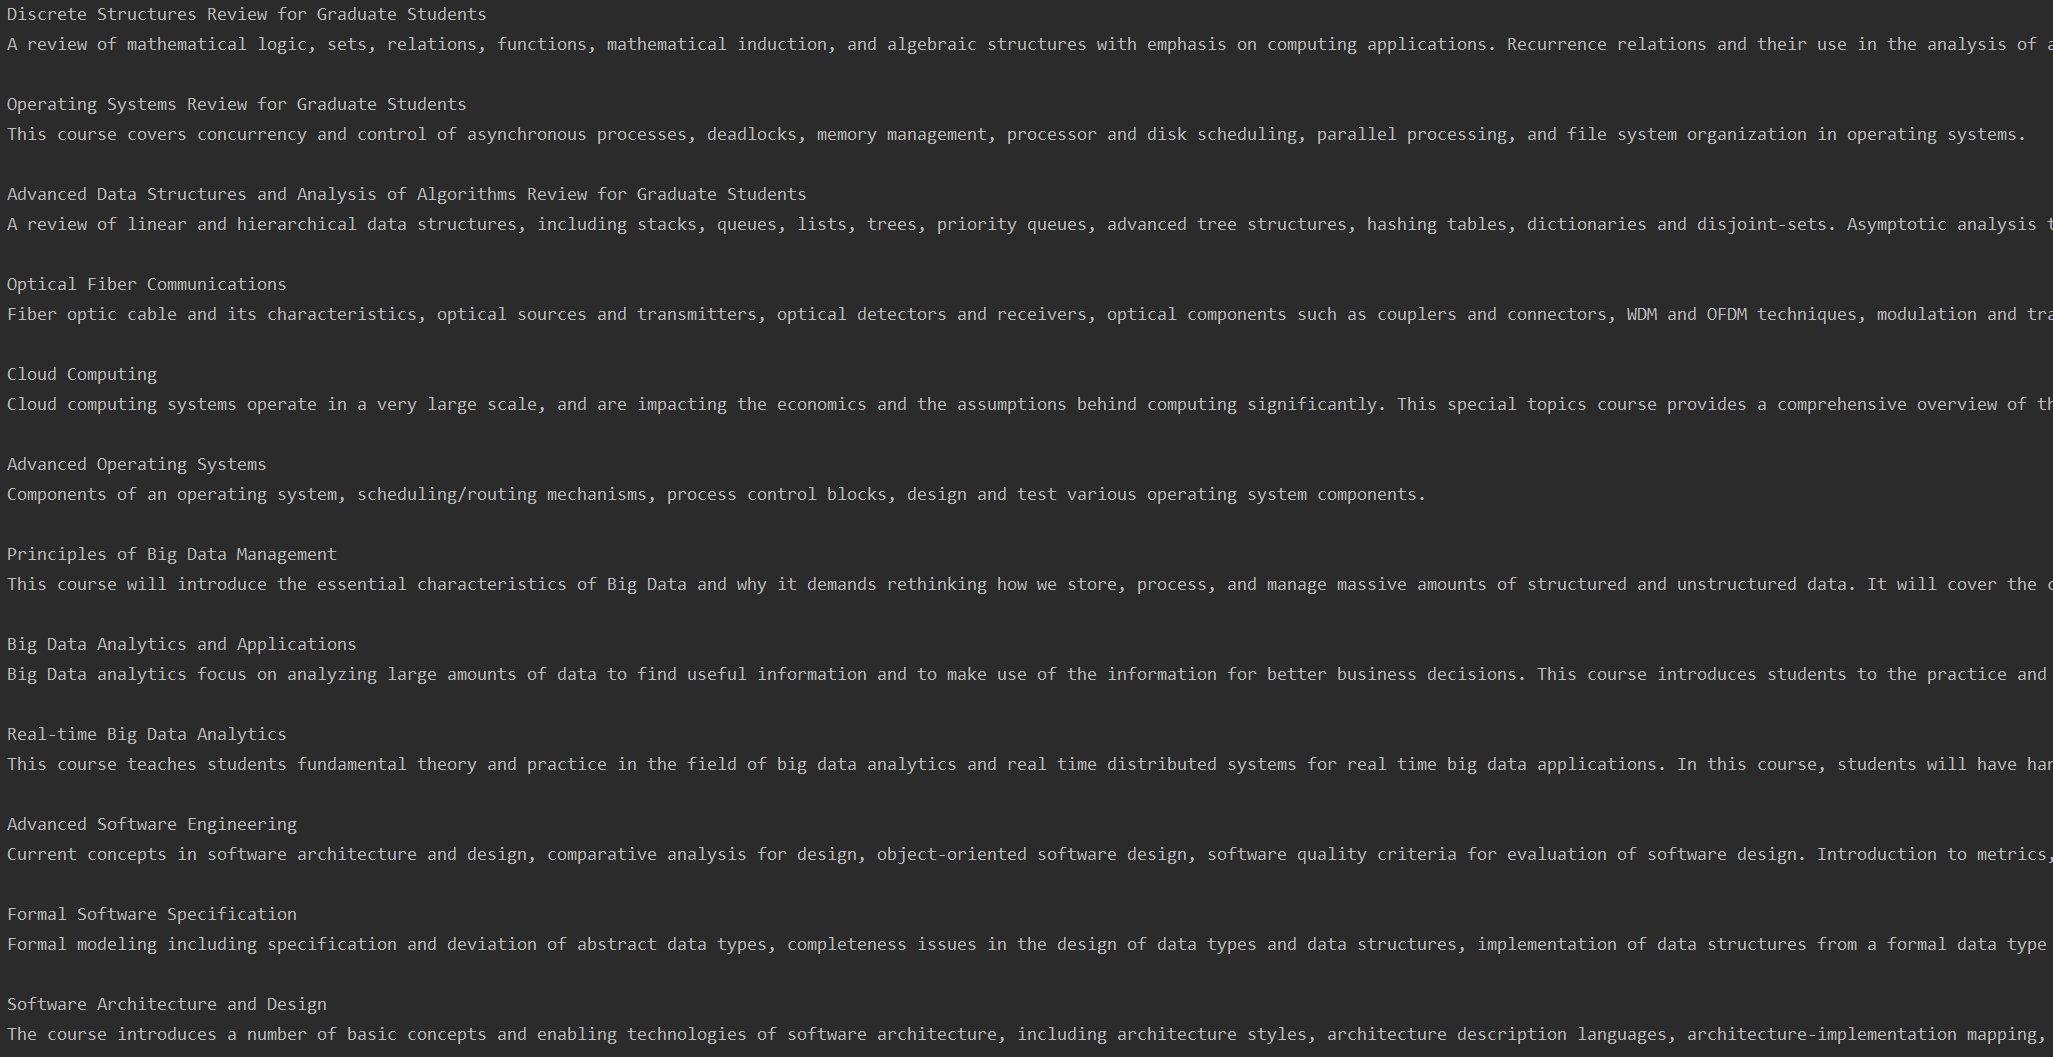 Discrete Structures Review for Graduate Students
A review of mathematical logic, sets, relations, functions, mathematical induction, and algebraic structures with emphasis on computing applications. Recurrence relations and their use in the analysis of
Operating Systems Review for Graduate Students
This course covers concurrency and control of asynchronous processes, deadlocks, memory management, processor and disk scheduling, parallel processing, and file system organization in operating systems.
Advanced Data Structures and Analysis of Algorithms Review for Graduate Students
A review of linear and hierarchical data structures, including stacks, queues, lists, trees, priority queues, advanced tree structures, hashing tables, dictionaries and disjoint-sets. Asymptotic analysis
Optical Fiber Communications
Fiber optic cable and its characteristics, optical sources and transmitters, optical detectors and receivers, optical components such as couplers and connectors, WDM and OFDM techniques, modulation and
Cloud Computing
Cloud computing systems operate in a very large scale, and are impacting the economics and the assumptions behind computing significantly. This special topics course provides a comprehensive overview of
Advanced Operating Systems
Components of an operating system, scheduling/routing mechanisms, process control blocks, design and test various operating system components.
Principles of Big Data Management
This course will introduce the essential characteristics of Big Data and why it demands rethinking how we store, process, and manage massive amounts of structured and unstructured data. It will cover the
Big Data Analytics and Applications
Big Data analytics focus on analyzing large amounts of data to find useful information and to make use of the information for better business decisions. This course introduces students to the practice and
Real-time Big Data Analytics
This course teaches students fundamental theory and practice in the field of big data analytics and real time distributed systems for real time big data applications. In this course, students will have
Advanced Software Engineering
Current concepts in software architecture and design, comparative analysis for design, object-oriented software design, software quality criteria for evaluation of software design. Introduction to metrics,
Formal Software Specification
Formal modeling including specification and deviation of abstract data types, completeness issues in the design of data types and data structures, implementation of data structures from a formal data type
Software Architecture and Design
The course introduces a number of basic concepts and enabling technologies of software architecture, including architecture styles, architecture description languages, architecture-implementation mapping,